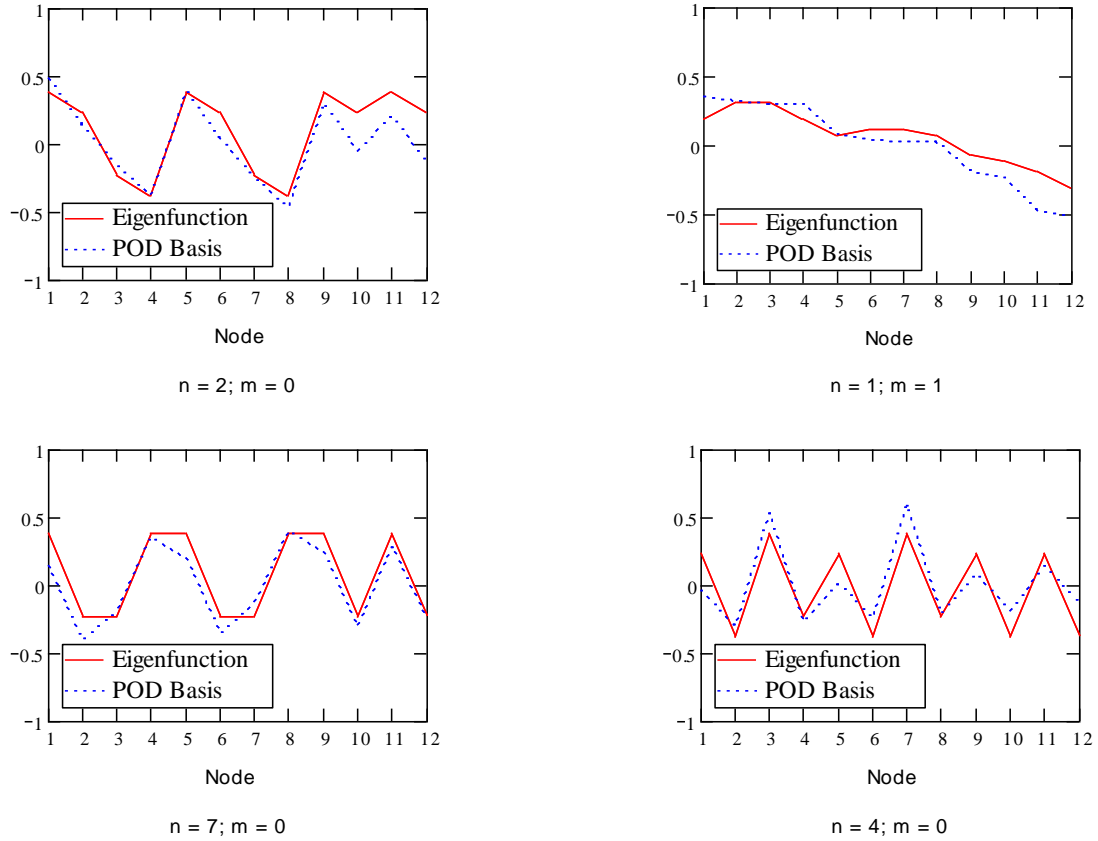 1
0.5
0
−0.5
−1
Eigenfunction
POD Basis
1 2 3 4 5 6 7 8 9 10 11 12
Node
n = 2; m = 0
1
0.5
0
−0.5
−1
Eigenfunction
POD Basis
1 2 3 4 5 6 7 8 9 10 11 12
Node
n = 1; m = 1
1
0.5
0
−0.5
−1
Eigenfunction
POD Basis
1 2 3 4 5 6 7 8 9 10 11 12
Node
n = 7; m = 0
1
0.5
0
−0.5
−1
Eigenfunction
POD Basis
1 2 3 4 5 6 7 8 9 10 11 12
Node
n = 4; m = 0